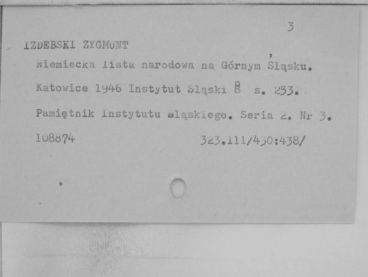 3
IZDEBSKI ZYGMUNT
Niemiecka lista narodowa na Górnym Śląsku.
Katowice 1946 Instytut Śląski 8 s. 233.
Pamiętnik Instytutu Śląskiego. Seria 2. Nr 3.
108874 323.111/430:438/